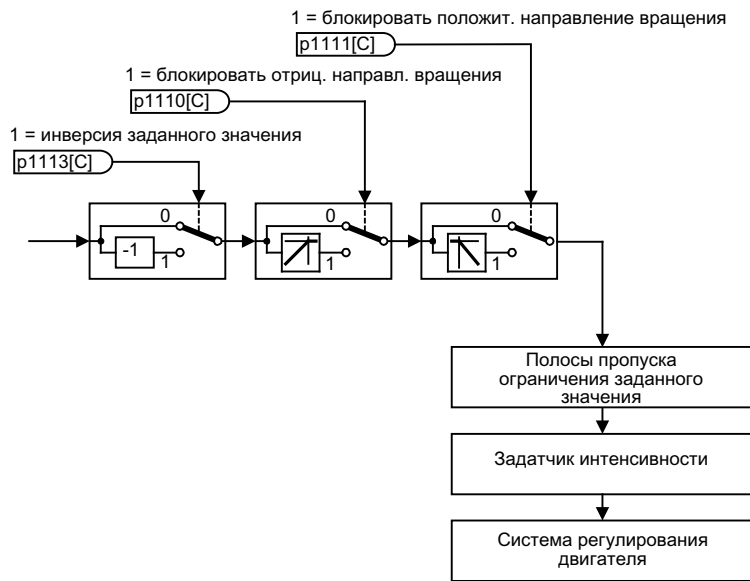 1 = блокировать положит. направление вращения
p1111[C]
1 = блокировать отриц. направл. вращения
p1110[C]
1 = инверсия заданного значения
p1113[C]
0
-1
1
0
1
0
1
Полосы пропуска
ограничения заданного
значения
Задатчик интенсивности
Система регулирования
двигателя